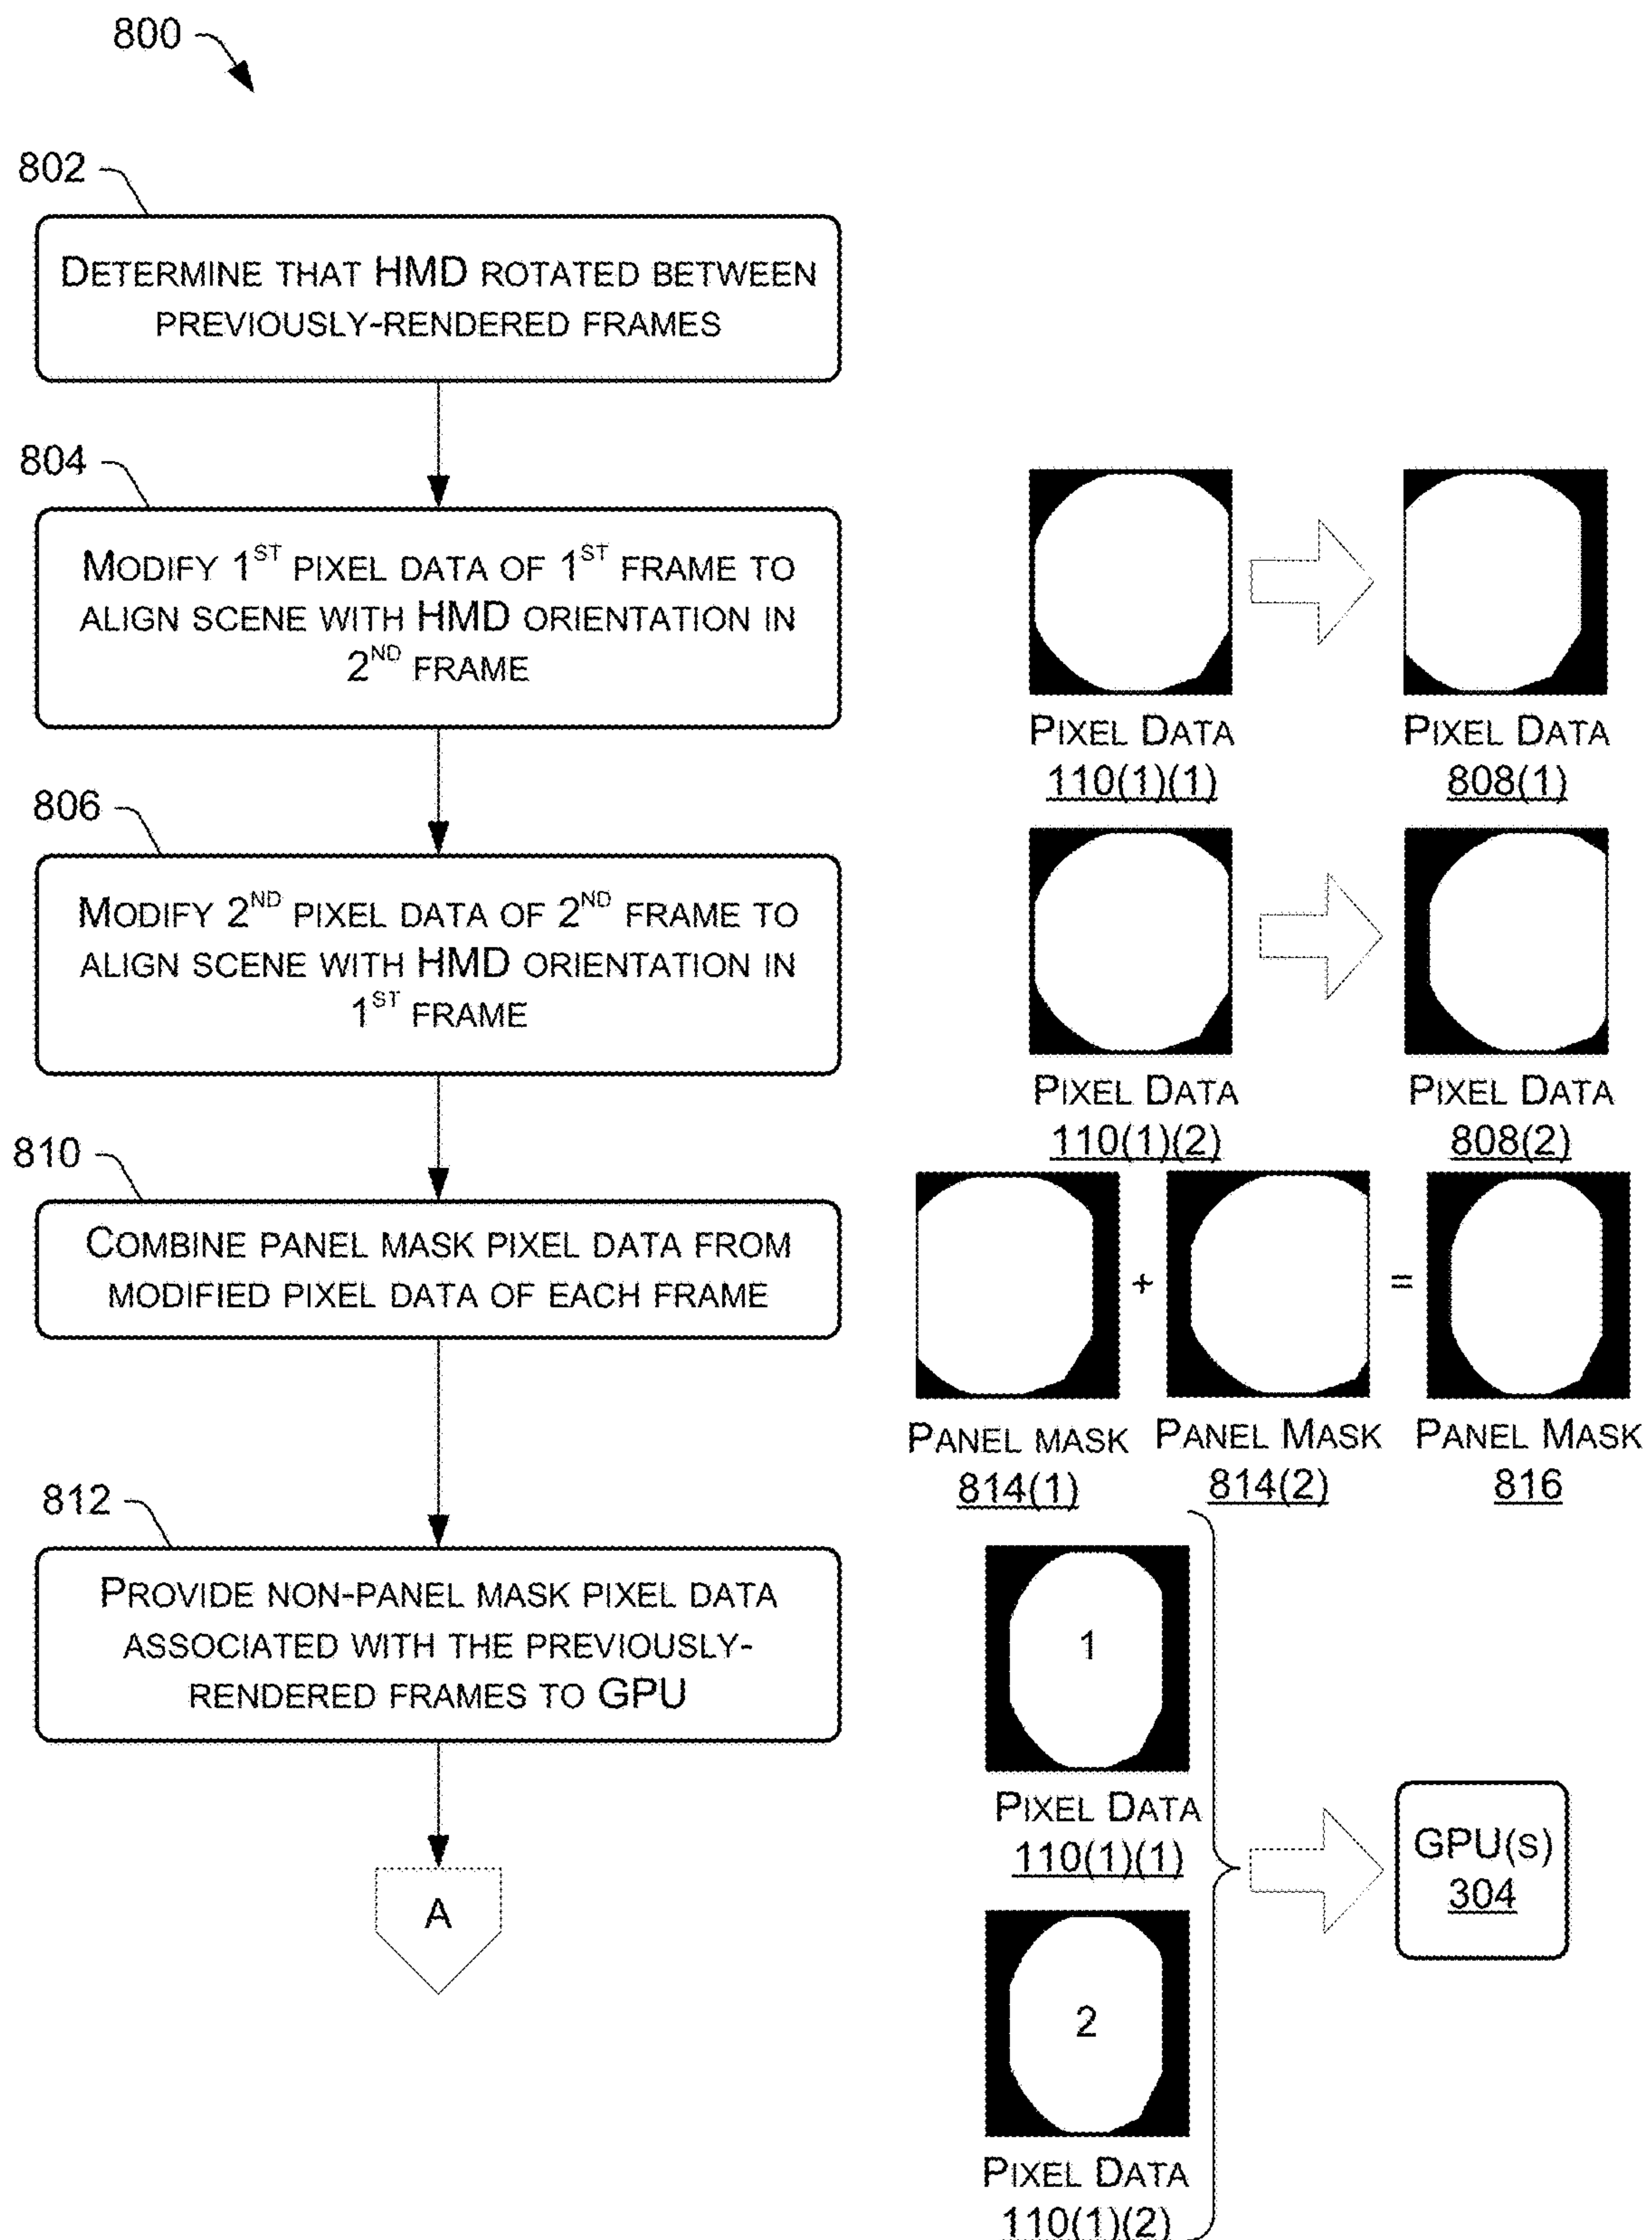 800
802
DETERMINE THAT HMD ROTATED BETWEEN
PREVIOUSLY-RENDERED FRAMES
804
MODIFY 1ST PIXEL DATA OF 1ST FRAME TO
ALIGN SCENE WITH HMD ORIENTATION IN
2ND FRAME
PIXEL DATA
110(1)(1)
PIXEL DATA
808(1)
806
MODIFY 2ND PIXEL DATA OF 2ND FRAME TO
ALIGN SCENE WITH HMD ORIENTATION IN
1ST FRAME
PIXEL DATA
110(1)(2)
PIXEL DATA
808(2)
810
COMBINE PANEL MASK PIXEL DATA FROM
MODIFIED PIXEL DATA OF EACH FRAME
+
=
PANEL MASK
814(1)
PANEL MASK
814(2)
PANEL MASK
816
812
PROVIDE NON-PANEL MASK PIXEL DATA
ASSOCIATED WITH THE PREVIOUSLY-
RENDERED FRAMES TO GPU
1
PIXEL DATA
110(1)(1)
2
PIXEL DATA
110(1)(2)
GPU(S)
304
A